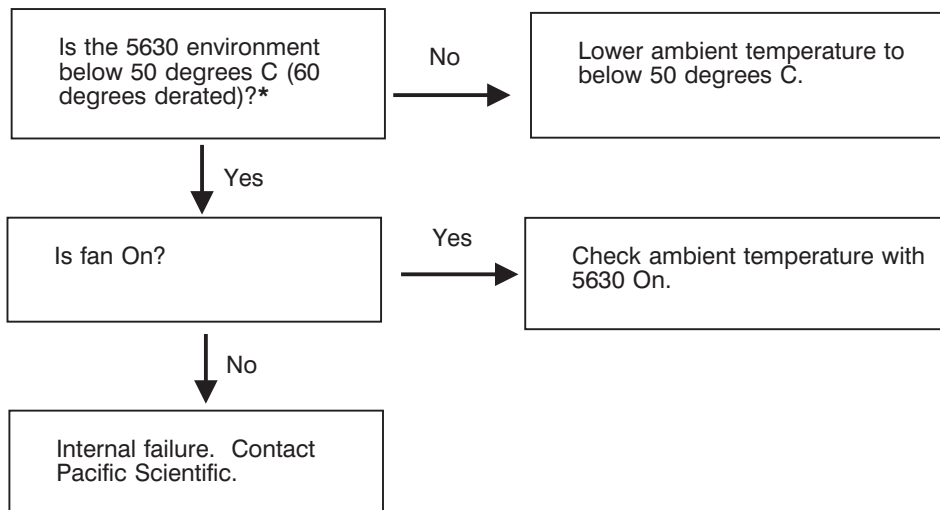 Is the 5630 environment
below 50 degrees C (60
degrees derated)?*
No
Lower ambient temperature to
below 50 degrees C.
Yes
Is fan On?
Yes
Check ambient temperature with
5630 On.
No
Internal failure.  Contact
Pacific Scientific.